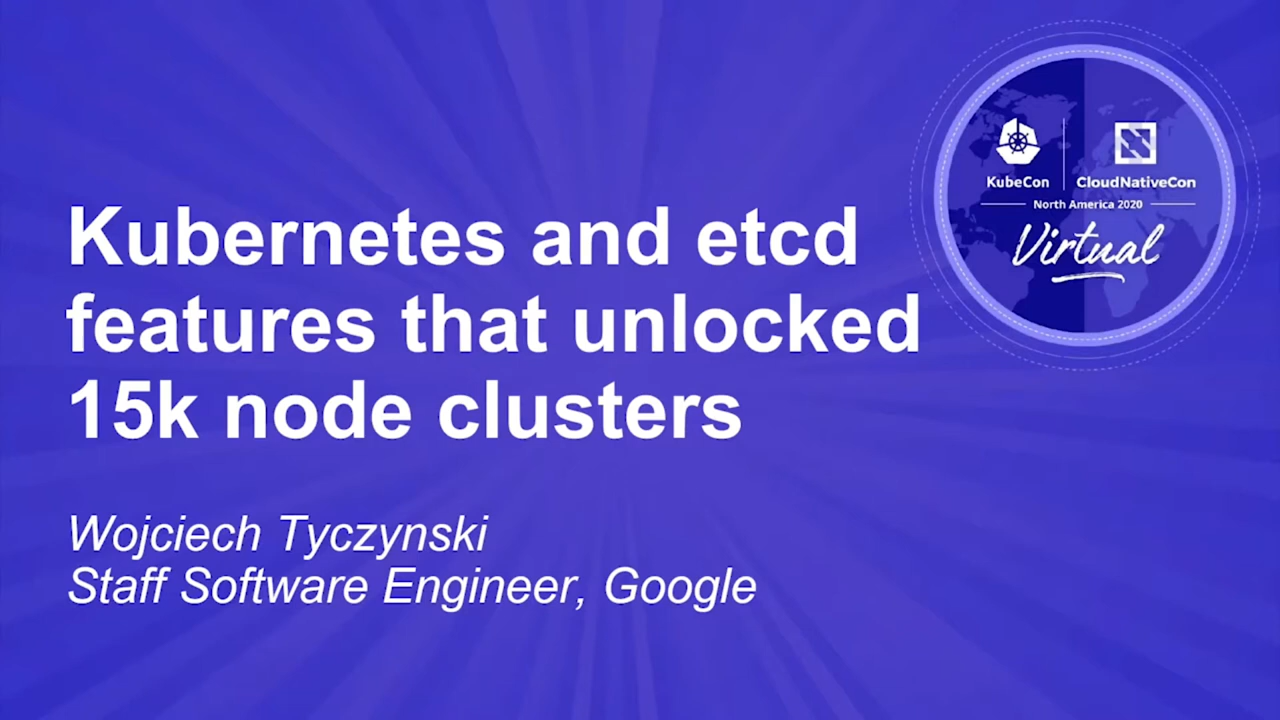 KubeCon
CloudNativeCon
North America 2020
Virtual
Kubernetes and etcd
features that unlocked
15k node clusters
Wojciech Tyczynski
Staff Software Engineer, Google